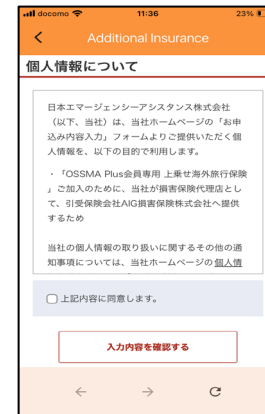 docomo 11:36 23%
Additional Insurance
個人情報について
日本エマージェンシーアシスタンス株式会社
（以下、当社）は、当社ホームページの「お申
込み内容入力」フォームよりご提供いただく個
人情報を、以下の目的で利用します。
・「OSSMA Plus会員専用 上乗せ海外旅行保険
」ご加入のために、当社が損害保険代理店とし
て、引受保険会社AIG損害保険株式会社へ提供
するため
当社の個人情報の取り扱いに関するその他の通
知事項については、当社ホームページの個人情
上記内容に同意します。
入力内容を確認する